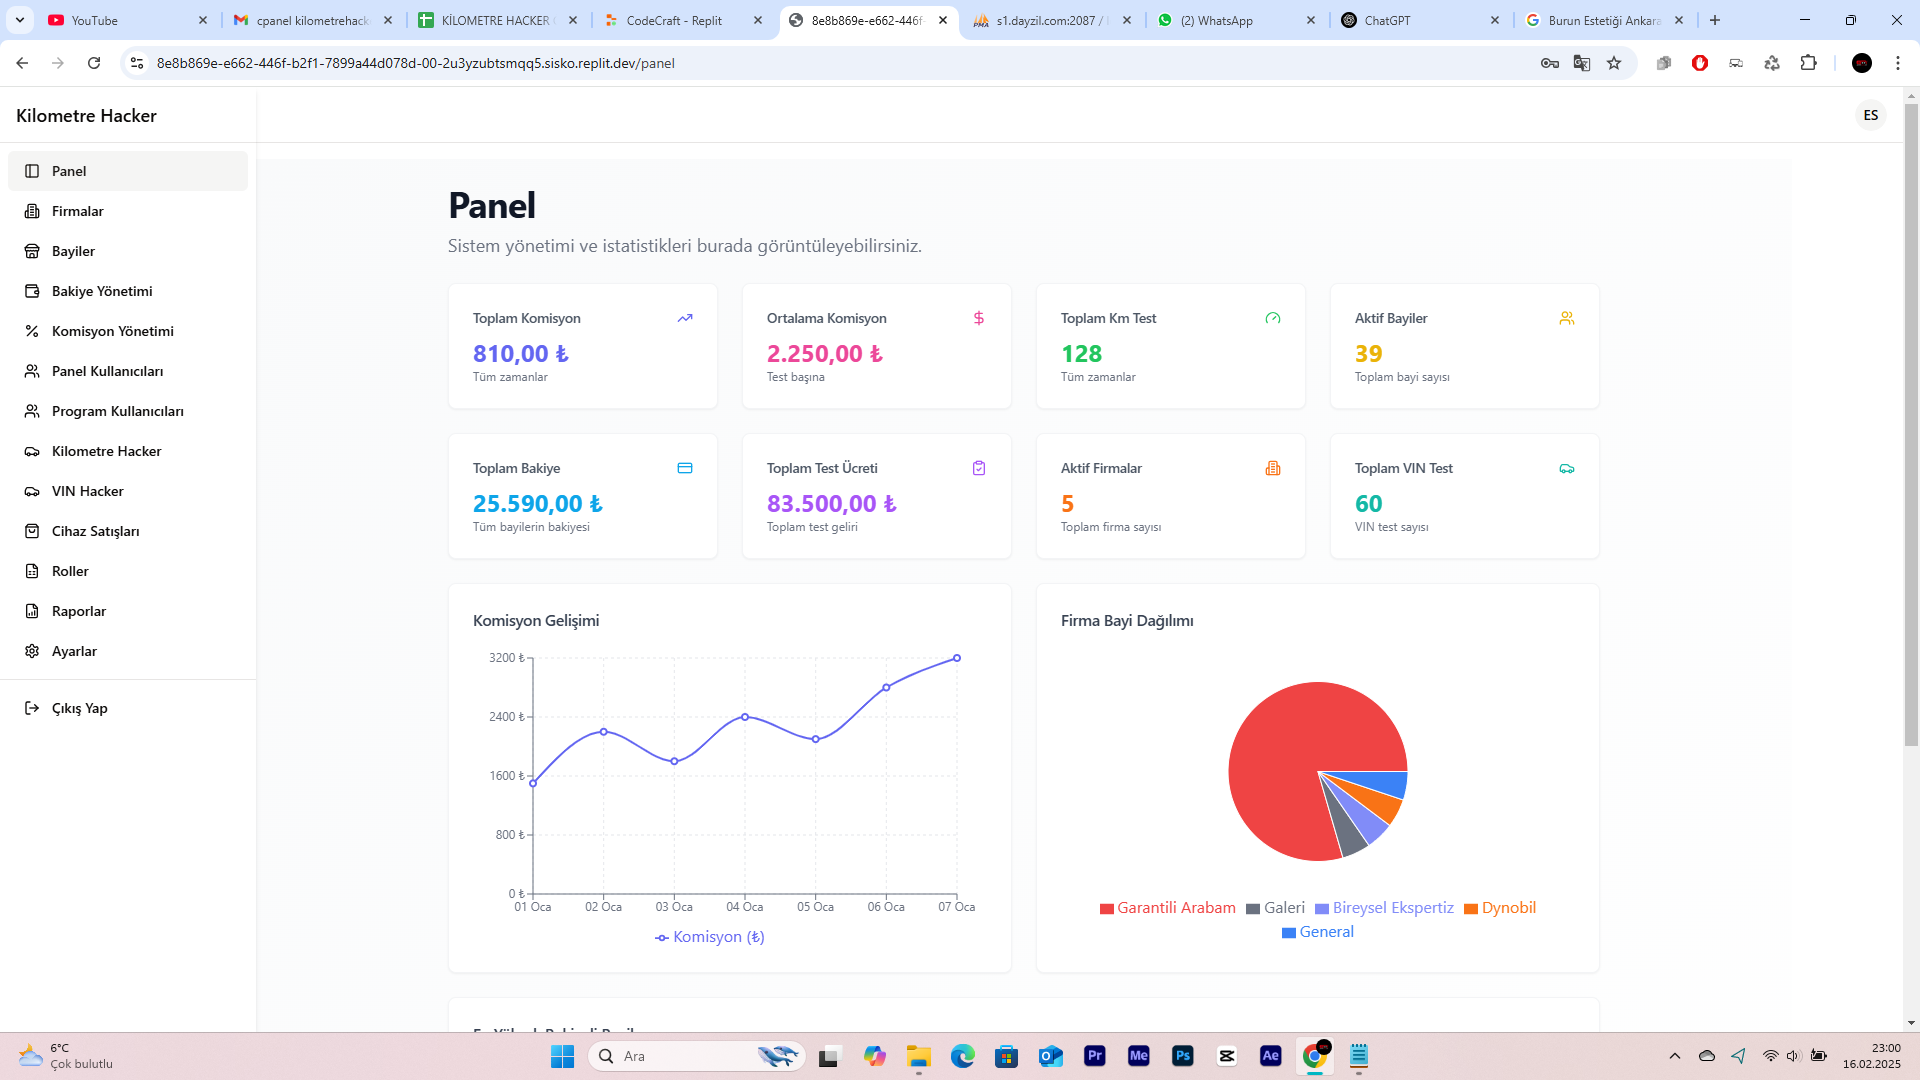 YouTube
cpanel kilometrehack
KİLOMETRE HACKER
CodeCraft - Replit
8e8b869e-e662-446f-
s1.dayzil.com:2087 /
(2) WhatsApp
ChatGPT
Burun Estetiği Ankara
8e8b869e-e662-446f-b2f1-7899a44d078d-00-2u3yzubtsmqq5.sisko.replit.dev/panel
Kilometre Hacker
ES
Panel
Firmalar
Bayiler
Bakiye Yönetimi
Komisyon Yönetimi
Panel Kullanıcıları
Program Kullanıcıları
Kilometre Hacker
VIN Hacker
Cihaz Satışları
Roller
Raporlar
Ayarlar
Çıkış Yap
Panel
Sistem yönetimi ve istatistikleri burada görüntüleyebilirsiniz.
Toplam Komisyon
810,00 ₺
Tüm zamanlar
Ortalama Komisyon
2.250,00 ₺
Test başına
Toplam Km Test
128
Tüm zamanlar
Aktif Bayiler
39
Toplam bayi sayısı
Toplam Bakiye
25.590,00 ₺
Tüm bayilerin bakiyesi
Toplam Test Ücreti
83.500,00 ₺
Toplam test geliri
Aktif Firmalar
5
Toplam firma sayısı
Toplam VIN Test
60
VIN test sayısı
Komisyon Gelişimi
3200 ₺
2400 ₺
1600 ₺
800 ₺
0 ₺
01 Oca 02 Oca 03 Oca 04 Oca 05 Oca 06 Oca 07 Oca
Komisyon (₺)
Firma Bayi Dağılımı
Garantili Arabam Galeri Bireysel Ekspertiz Dynobil
General
6°C
Çok bulutlu
Ara
Pr
Me
Ps
Ae
23:00
16.02.2025